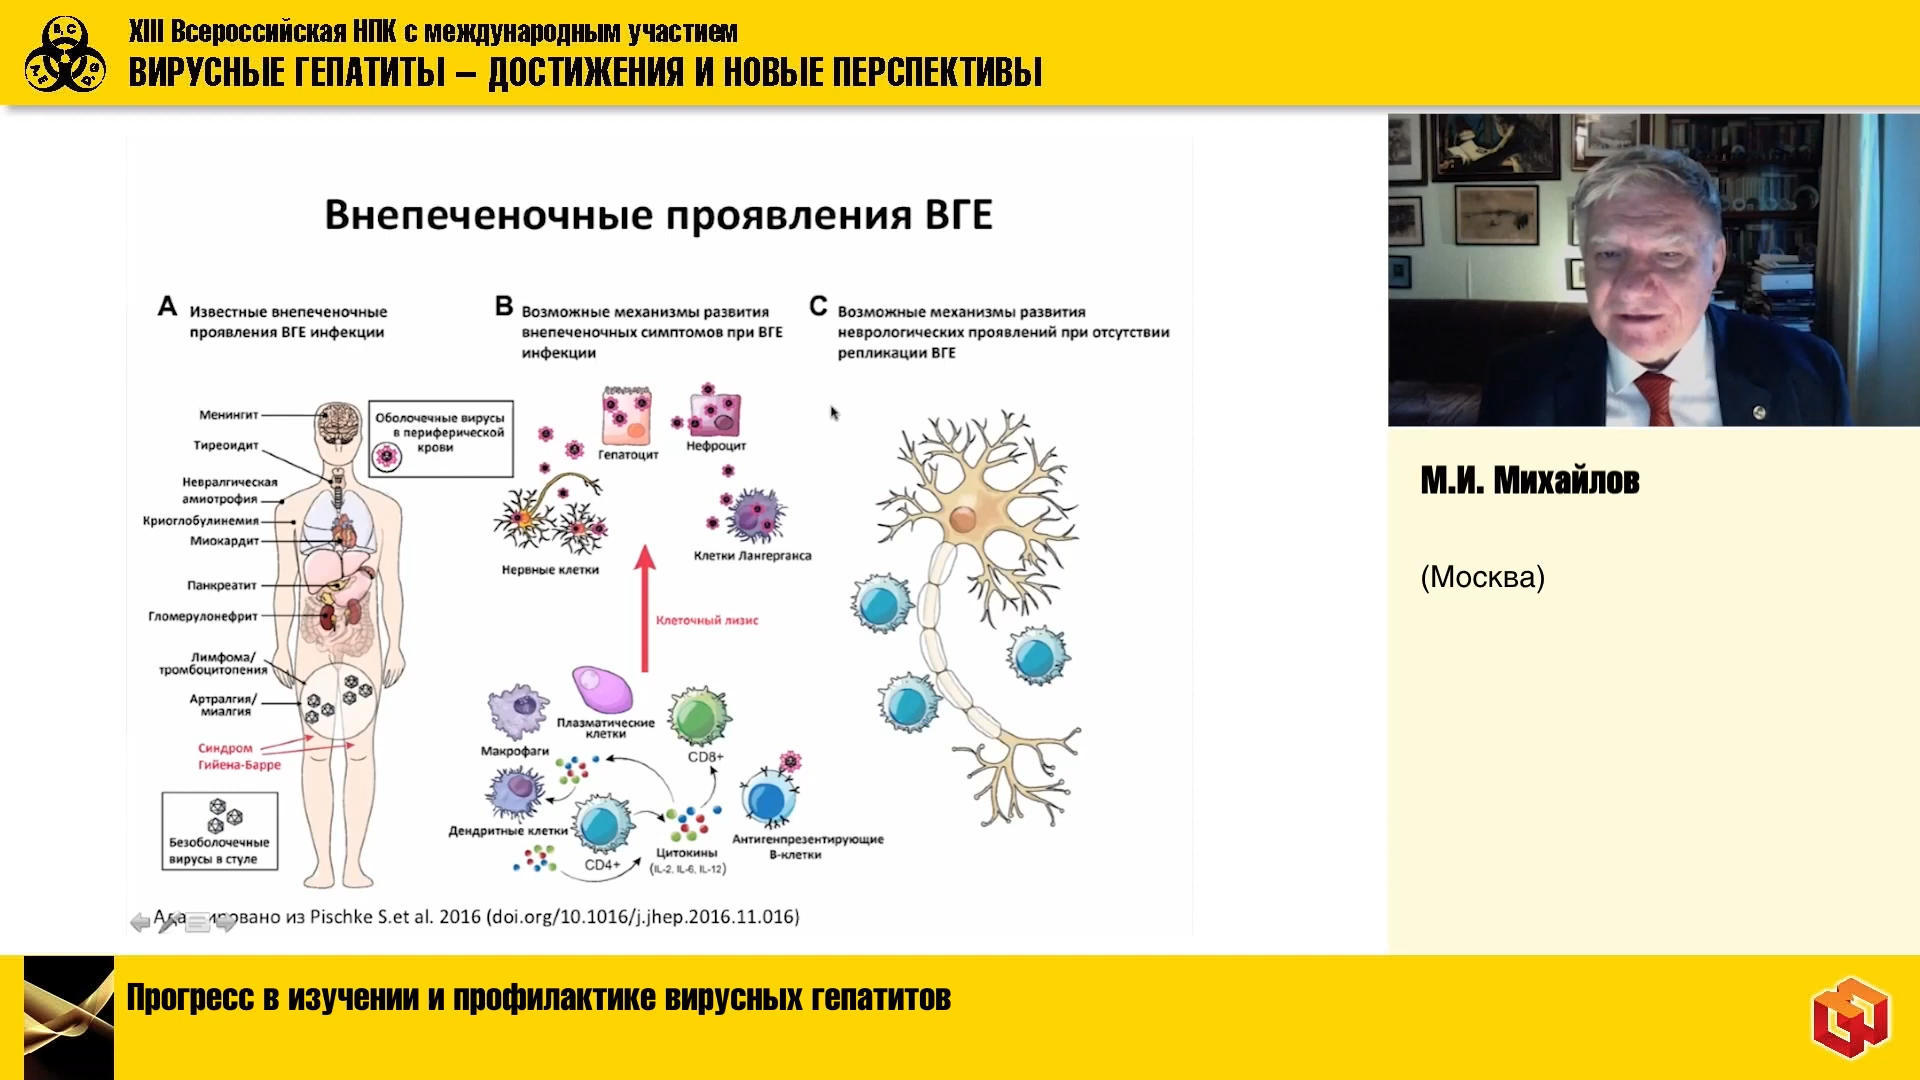 XIII Всероссийская НПК с международным участием
ВИРУСНЫЕ ГЕПАТИТЫ – ДОСТИЖЕНИЯ И НОВЫЕ ПЕРСПЕКТИВЫ
Внепеченочные проявления ВГЕ
A Известные внепеченочные
проявления ВГЕ инфекции
B Возможные механизмы развития
внепеченочных симптомов при ВГЕ
инфекции
C Возможные механизмы развития
неврологических проявлений при отсутствии
репликации ВГЕ
Менингит
Тиреоидит
Невралгическая
амиотрофия
Криоглобулинемия
Миокардит
Панкреатит
Гломерулонефрит
Лимфома/
тромбоцитопения
Артралгия/
миалгия
Синдром
Гийена-Барре
Оболочечные вирусы
в периферической
крови
Безоболочечные
вирусы в стуле
Гепатоцит
Нефроцит
Нервные клетки
Клетки Лангерганса
Клеточный лизис
Макрофаги
Плазматические
клетки
CD8+
Дендритные клетки
CD4+
Цитокины
(IL-2, IL-6, IL-12)
Антигенпрезентирующие
В-клетки
из Pischke S.et al. 2016 (doi.org/10.1016/j.jhep.2016.11.016)
М.И. Михайлов
(Москва)
Прогресс в изучении и профилактике вирусных гепатитов